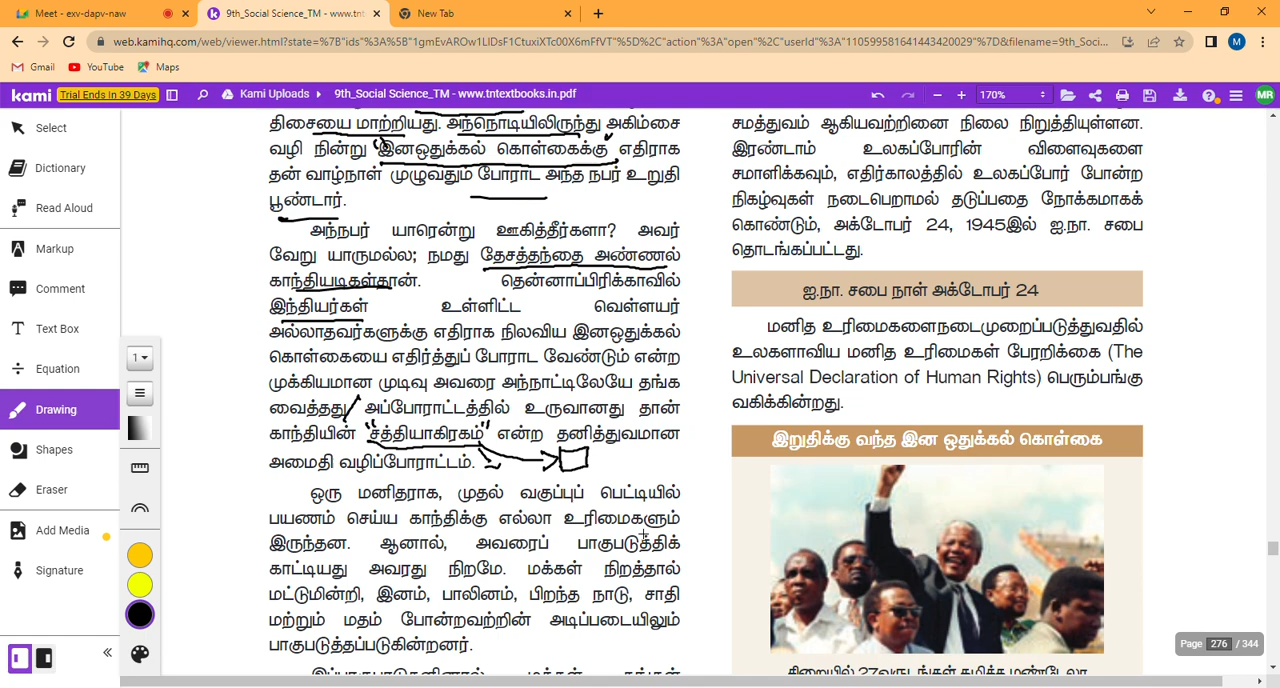 Meet - exv-dapv-naw
9th_Social Science_TM - www.tnt
New Tab
web.kamihq.com/web/viewer.html?state=%7B"ids"%3A%5B"1gmEvAROw1LIDsF1CtuxiXTc00X6mFfVT"%5D%2C"action"%3A"open"%2C"userId"%3A"110599581641443420029"%7D&filename=9th_Soci...
Gmail
YouTube
Maps
M
kami
Trial Ends In 39 Days
Kami Uploads
9th_Social Science_TM - www.tntextbooks.in.pdf
170%
MR
Select
Dictionary
Read Aloud
Markup
Comment
Text Box
Equation
Drawing
Shapes
Eraser
Add Media
Signature
1
திசையை மாற்றியது. அந்நொடியிலிருந்து அகிம்சை
வழி நின்று இனஒதுக்கல் கொள்கைக்கு எதிராக
தன் வாழ்நாள் முழுவதும் போராட அந்த நபர் உறுதி
பூண்டார்.
அந்நபர் யாரென்று ஊகித்தீர்களா? அவர்
வேறு யாருமல்ல; நமது தேசத்தந்தை அண்ணல்
காந்தியடிகள்தான். தென்னாப்பிரிக்காவில்
இந்தியர்கள் உள்ளிட்ட வெள்ளயர்
அல்லாதவர்களுக்கு எதிராக நிலவிய இனஒதுக்கல்
கொள்கையை எதிர்த்துப் போராட வேண்டும் என்ற
முக்கியமான முடிவு அவரை அந்நாட்டிலேயே தங்க
வைத்தது அப்போராட்டத்தில் உருவானது தான்
காந்தியின் "சத்தியாகிரகம்" என்ற தனித்துவமான
அமைதி வழிப்போராட்டம்.
ஒரு மனிதராக, முதல் வகுப்புப் பெட்டியில்
பயணம் செய்ய காந்திக்கு எல்லா உரிமைகளும்
இருந்தன. ஆனால், அவரைப் பாகுபடுத்திக்
காட்டியது அவரது நிறமே. மக்கள் நிறத்தால்
மட்டுமின்றி, இனம், பாலினம், பிறந்த நாடு, சாதி
மற்றும் மதம் போன்றவற்றின் அடிப்படையிலும்
பாகுபடுத்தப்படுகின்றனர்.
சமத்துவம் ஆகியவற்றினை நிலை நிறுத்தியுள்ளன.
இரண்டாம் உலகப்போரின் விளைவுகளை
சமாளிக்கவும், எதிர்காலத்தில் உலகப்போர் போன்ற
நிகழ்வுகள் நடைபெறாமல் தடுப்பதை நோக்கமாகக்
கொண்டும், அக்டோபர் 24, 1945இல் ஐ.நா. சபை
தொடங்கப்பட்டது.
ஐ.நா. சபை நாள் அக்டோபர் 24
மனித உரிமைகளைநடைமுறைப்படுத்துவதில்
உலகளாவிய மனித உரிமைகள் பேரறிக்கை (The
Universal Declaration of Human Rights) பெரும்பங்கு
வகிக்கின்றது.
இறுதிக்கு வந்த இன ஒதுக்கல் கொள்கை
Page 276 / 344